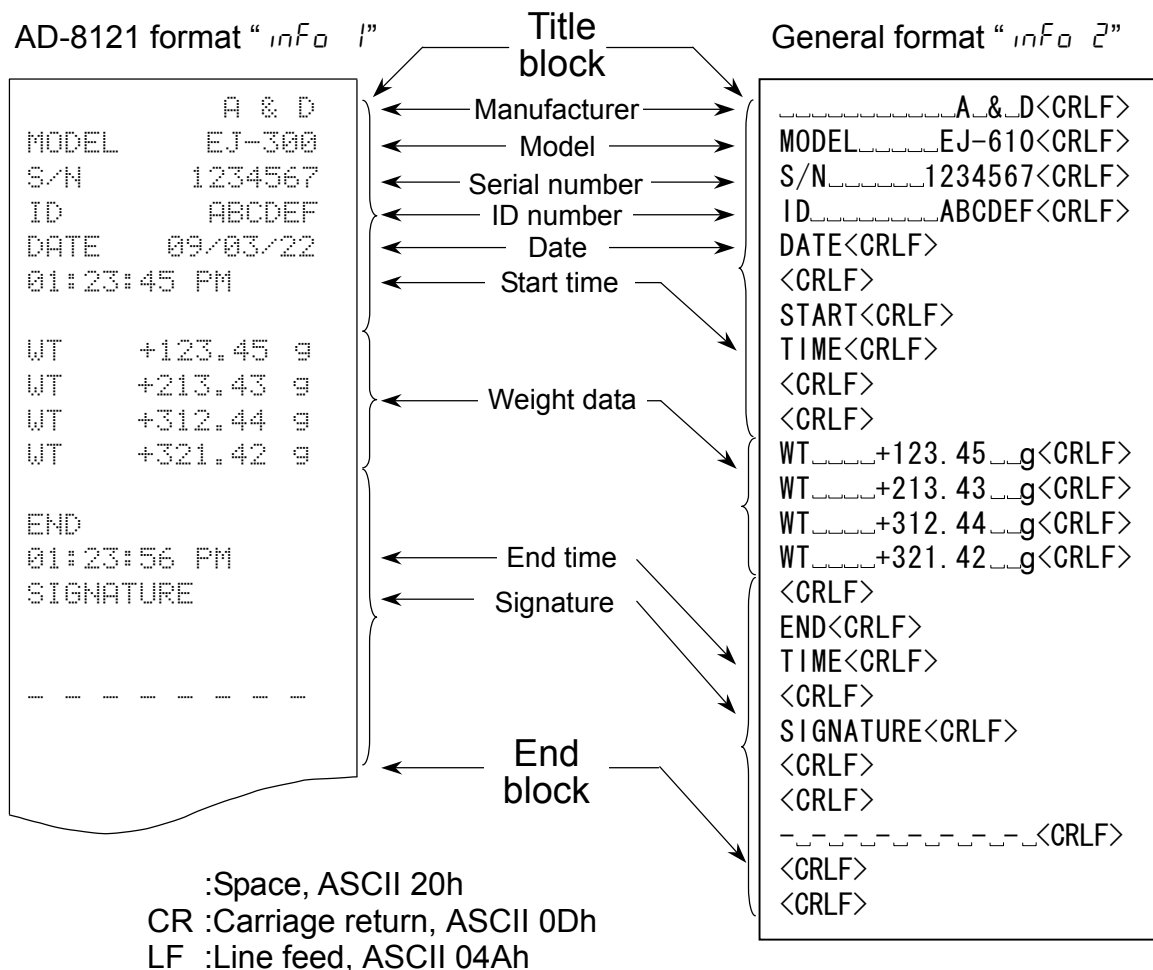 AD-8121 format “ info 1”
A & D
MODEL EJ-300
S/N 1234567
ID ABCDEF
DATE 09/03/22
01:23:45 PM
WT +123.45 g
WT +213.43 g
WT +312.44 g
WT +321.42 g
END
01:23:56 PM
SIGNATURE
_ _ _ _ _ _ _ _
Title
block
Manufacturer
Model
Serial number
ID number
Date
Start time
Weight data
End time
Signature
End
block
General format “ info 2”
␣␣␣␣␣␣␣␣␣␣␣A␣&␣D<CRLF>
MODEL␣␣␣␣␣EJ-610<CRLF>
S/N␣␣␣␣␣␣1234567<CRLF>
ID␣␣␣␣␣␣␣␣ABCDEF<CRLF>
DATE<CRLF>
<CRLF>
START<CRLF>
TIME<CRLF>
<CRLF>
<CRLF>
WT␣␣␣␣+123.45␣␣g<CRLF>
WT␣␣␣␣+213.43␣␣g<CRLF>
WT␣␣␣␣+312.44␣␣g<CRLF>
WT␣␣␣␣+321.42␣␣g<CRLF>
<CRLF>
END<CRLF>
TIME<CRLF>
<CRLF>
SIGNATURE<CRLF>
<CRLF>
<CRLF>
-␣-␣-␣-␣-␣-␣-␣-␣<CRLF>
<CRLF>
<CRLF>
:Space, ASCII 20h
CR :Carriage return, ASCII 0Dh
LF :Line feed, ASCII 04Ah